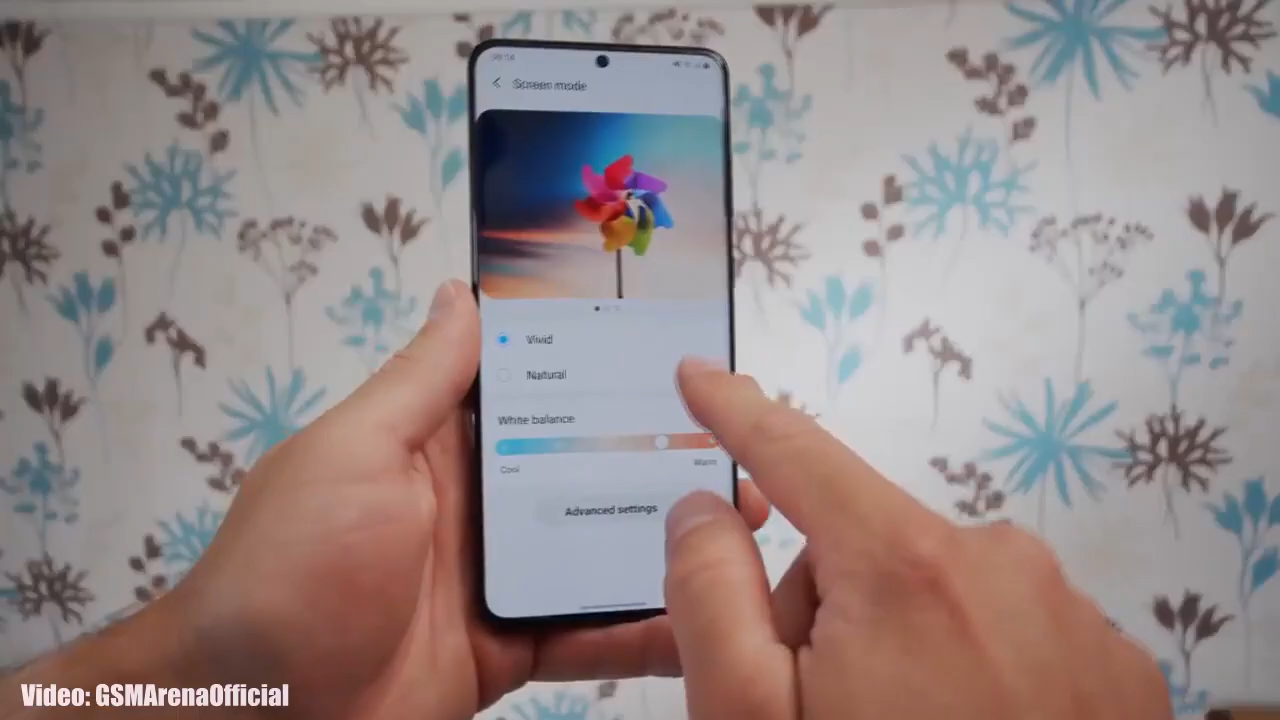 Screen mode
Vivid
Natural
White balance
Cool
Warm
Advanced settings
Video: GSMArenaOfficial